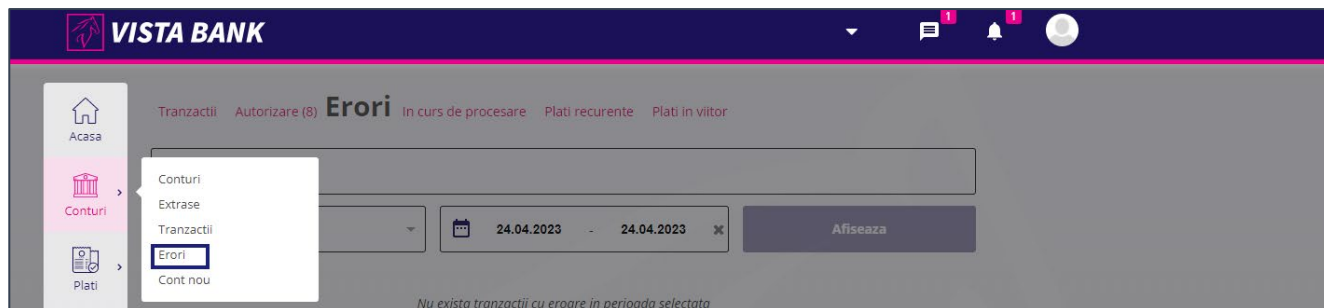 VISTA BANK
1
1
Tranzactii Autorizare (8) Erori In curs de procesare Plati recurente Plati in viitor
Acasa
Conturi
Conturi
Extrase
Tranzactii
Erori
Cont nou
24.04.2023 - 24.04.2023
Afiseaza
Plati
Nu exista tranzactii cu eroare in perioada selectata